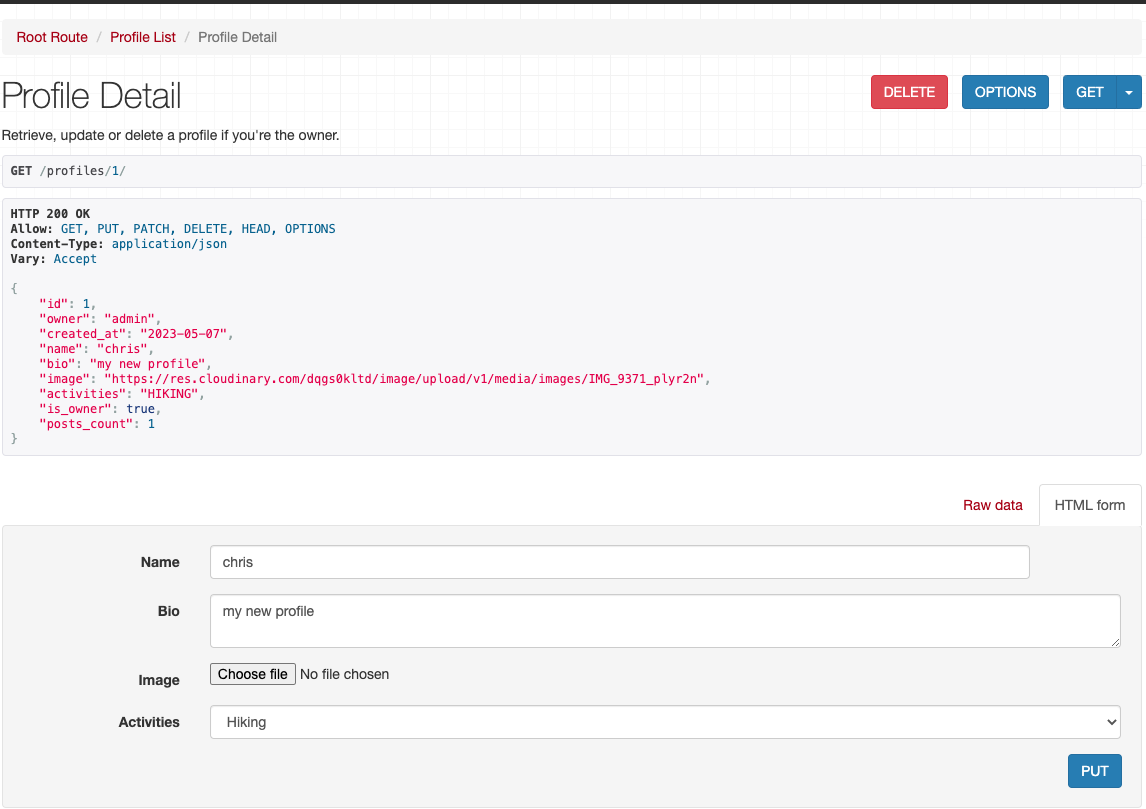 Root Route / Profile List / Profile Detail
Profile Detail
DELETE OPTIONS GET
Retrieve, update or delete a profile if you're the owner.
GET /profiles/1/
HTTP 200 OK
Allow: GET, PUT, PATCH, DELETE, HEAD, OPTIONS
Content-Type: application/json
Vary: Accept
{
    "id": 1,
    "owner": "admin",
    "created_at": "2023-05-07",
    "name": "chris",
    "bio": "my new profile",
    "image": "https://res.cloudinary.com/dqgs0kltd/image/upload/v1/media/images/IMG_9371_plyr2n",
    "activities": "HIKING",
    "is_owner": true,
    "posts_count": 1
}
Raw data HTML form
Name chris
Bio my new profile
Image Choose file No file chosen
Activities Hiking
PUT